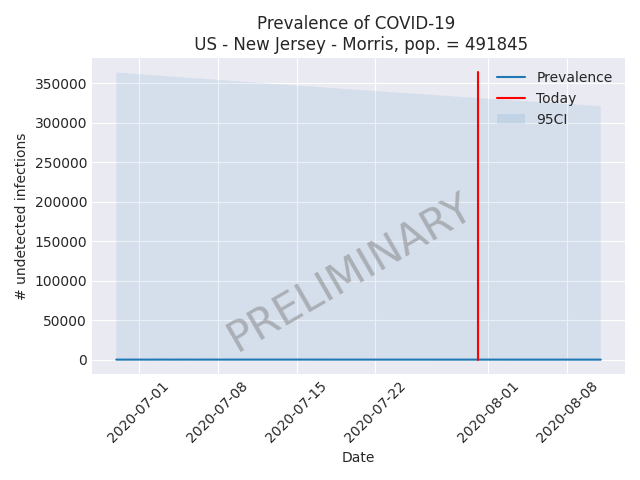 Prevalence of COVID-19
US - New Jersey - Morris, pop. = 491845
Prevalence
Today
95CI
350000
300000
250000
200000
150000
100000
50000
0
# undetected infections
PRELIMINARY
2020-07-01
2020-07-08
2020-07-15
2020-07-22
2020-08-01
2020-08-08
Date